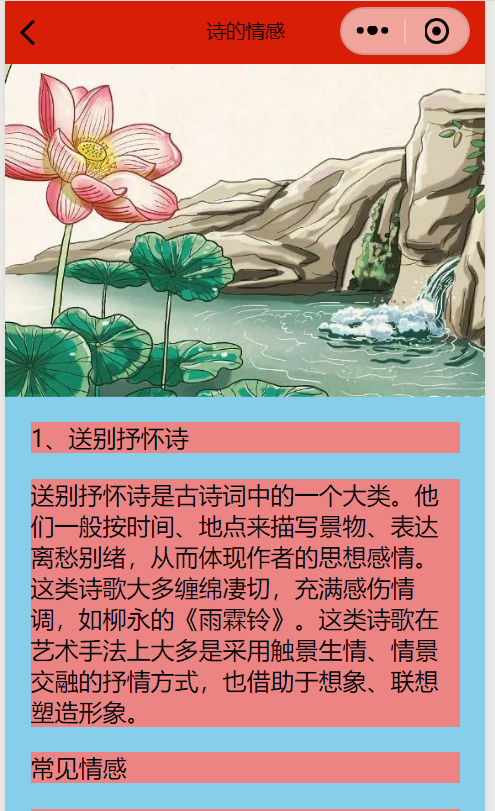 诗的情感
1、送别抒怀诗
送别抒怀诗是古诗词中的一个大类。他
们一般按时间、地点来描写景物、表达
离愁别绪，从而体现作者的思想感情。
这类诗歌大多缠绵凄切，充满感伤情
调，如柳永的《雨霖铃》。这类诗歌在
艺术手法上大多是采用触景生情、情景
交融的抒情方式，也借助于想象、联想
塑造形象。
常见情感